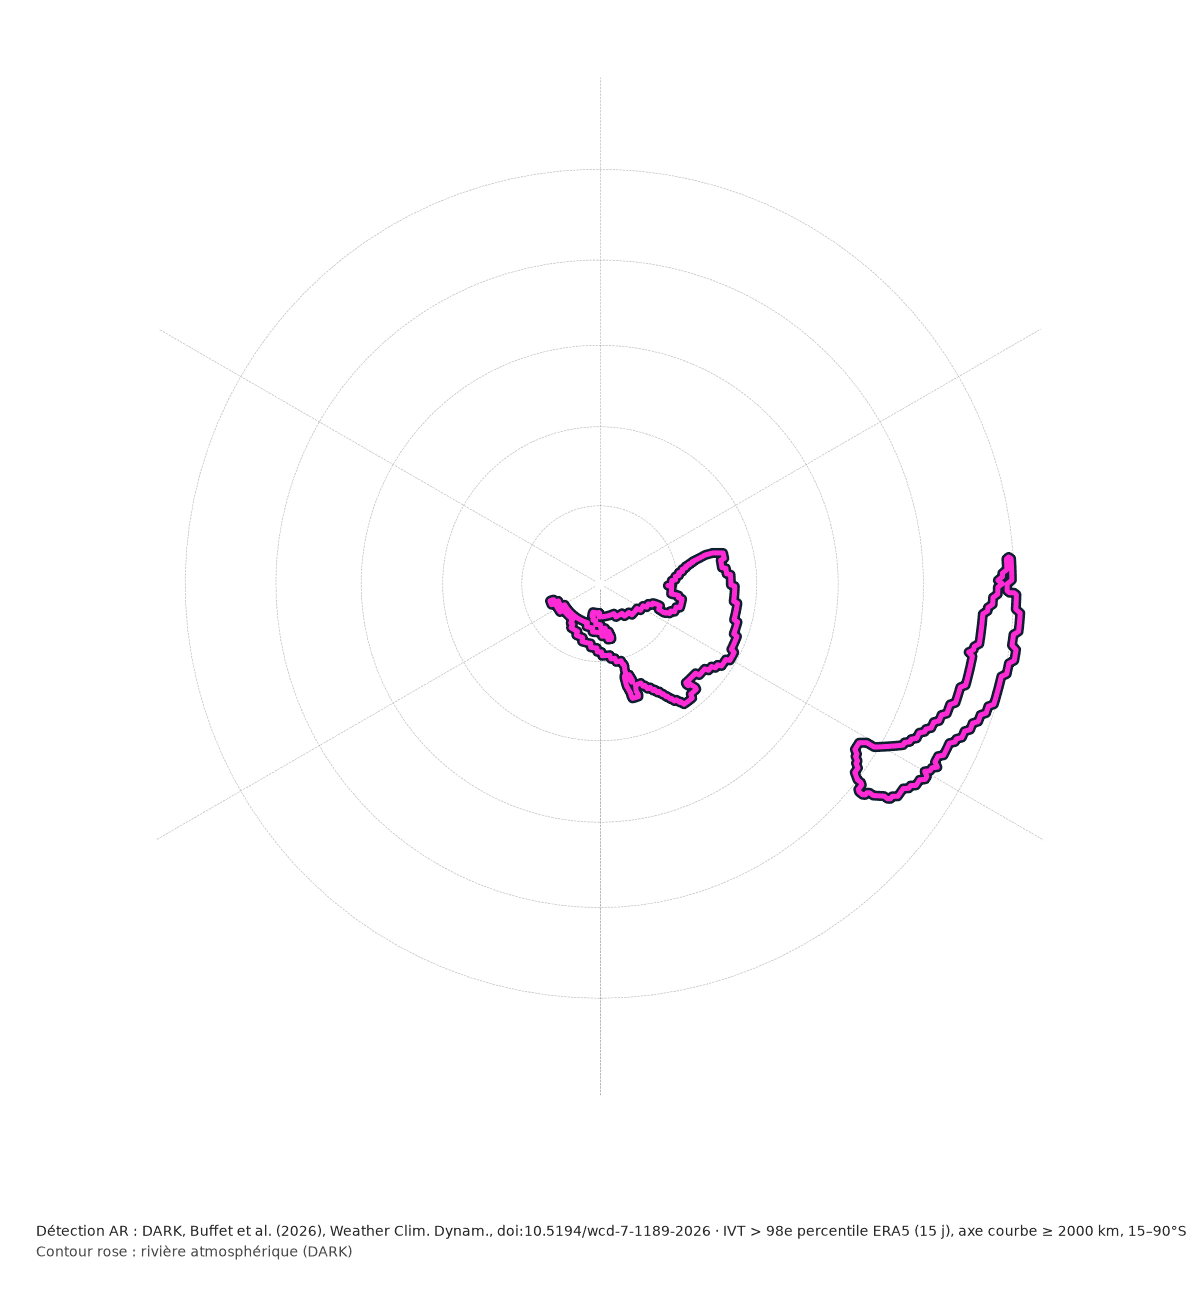 Détection AR : DARK, Buffet et al. (2026), Weather Clim. Dynam., doi:10.5194/wcd-7-1189-2026 · IVT > 98e percentile ERA5 (15 j), axe courbe ≥ 2000 km, 15–90°S
Contour rose : rivière atmosphérique (DARK)